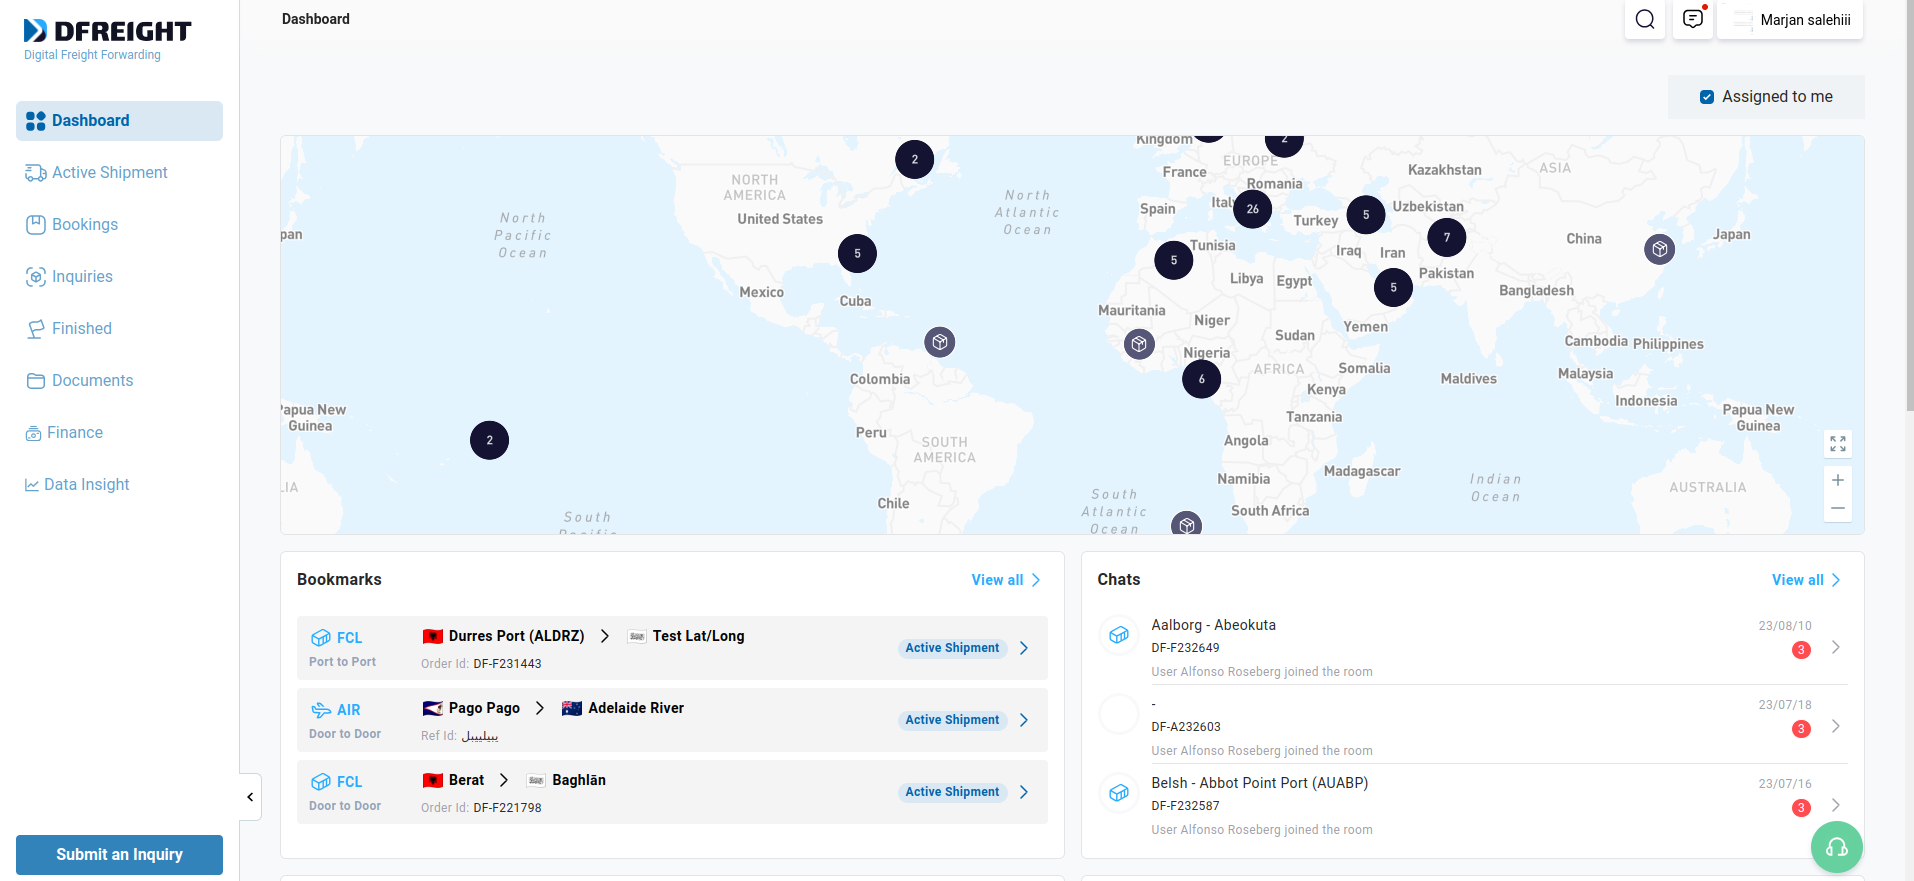 DFREIGHT
Digital Freight Forwarding
Dashboard
Active Shipment
Bookings
Inquiries
Finished
Documents
Finance
Data Insight
Submit an Inquiry
Dashboard
Marjan salehiii
Assigned to me
Kingdom
2
2
EUROPE
Kazakhstan
ASIA
NORTH
AMERICA
France
Romania
North
Atlantic
Ocean
United States
Spain
Ital
26
Turkey
5
Uzbekistan
North
Pacific
Ocean
pan
7
China
Japan
Tunisia
5
5
Iraq
Iran
Libya
Egypt
Pakistan
5
Bangladesh
Mexico
Cuba
Mauritania
Niger
Sudan
Yemen
Cambodia
Philippines
Nigeria
6
AFRICA
Somalia
Malaysia
Colombia
Kenya
Maldives
Indonesia
Papua New
Guinea
Papua New
Guinea
Tanzania
2
Peru
SOUTH
AMERICA
Angola
Namibia
Madagascar
Indian
Ocean
LIA
AUSTRALIA
Chile
South
Atlantic
Ocean
South Africa
South
Pacific
Bookmarks
View all
FCL
Port to Port
Durres Port (ALDRZ)
Test Lat/Long
Order Id: DF-F231443
Active Shipment
AIR
Door to Door
Pago Pago
Adelaide River
Ref Id: يبيلييبل
Active Shipment
FCL
Door to Door
Berat
Baghlān
Order Id: DF-F221798
Active Shipment
Chats
View all
Aalborg - Abeokuta
23/08/10
DF-F232649
3
User Alfonso Roseberg joined the room
-
23/07/18
DF-A232603
3
User Alfonso Roseberg joined the room
Belsh - Abbot Point Port (AUABP)
23/07/16
DF-F232587
3
User Alfonso Roseberg joined the room